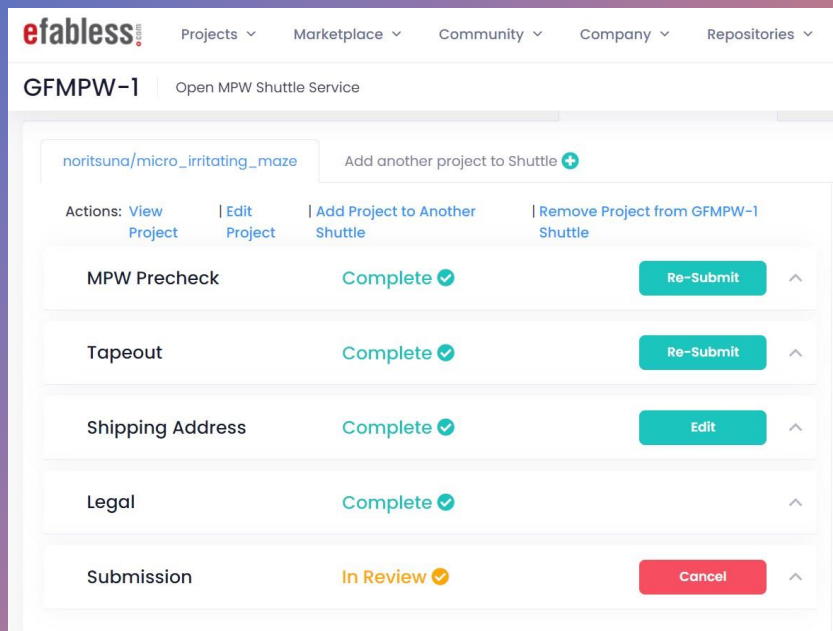 efabless.com
Projects Marketplace Community Company Repositories
GFMPW-1 Open MPW Shuttle Service
noritsuna/micro_irritating_maze Add another project to Shuttle
Actions: View Project | Edit Project | Add Project to Another Shuttle | Remove Project from GFMPW-1 Shuttle
MPW Precheck Complete Re-Submit
Tapeout Complete Re-Submit
Shipping Address Complete Edit
Legal Complete
Submission In Review Cancel